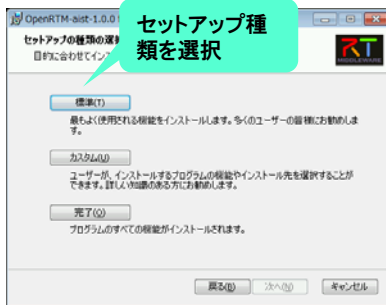 OpenRTM-aist-1.0.0
セットアップ種
類を選択
セットアップの種類の選
目的に合わせてイン
RT
MIDDLEWARE
標準(T)
最もよく使用される機能をインストールします。多くのユーザーの皆様にお勧めしま
す。
カスタム(U)
ユーザーが、インストールするプログラムの機能やインストール先を選択することが
できます。詳しい知識のある方にお勧めします。
完了(O)
プログラムのすべての機能がインストールされます。
戻る(B) 次へ(N) キャンセル